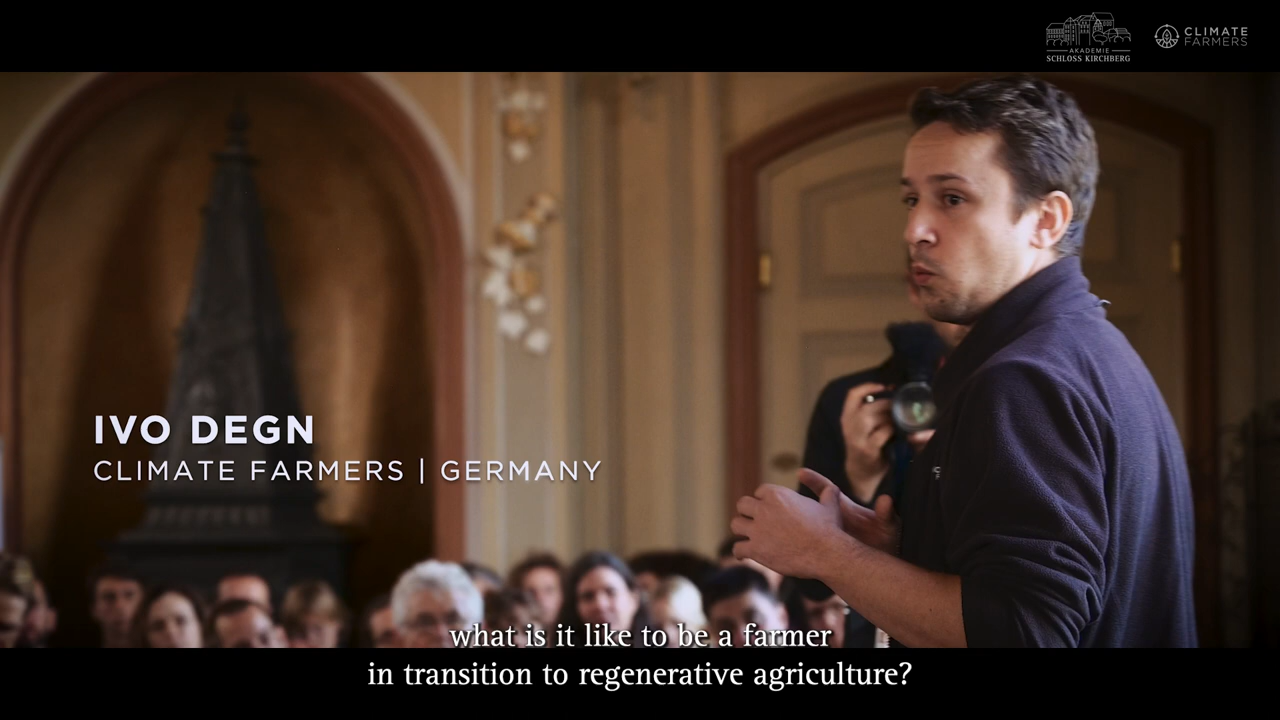 AKADEMIE
SCHLOSS KIRCHBERG
CLIMATE
FARMERS
IVO DEGN
CLIMATE FARMERS | GERMANY
what is it like to be a farmer
in transition to regenerative agriculture?